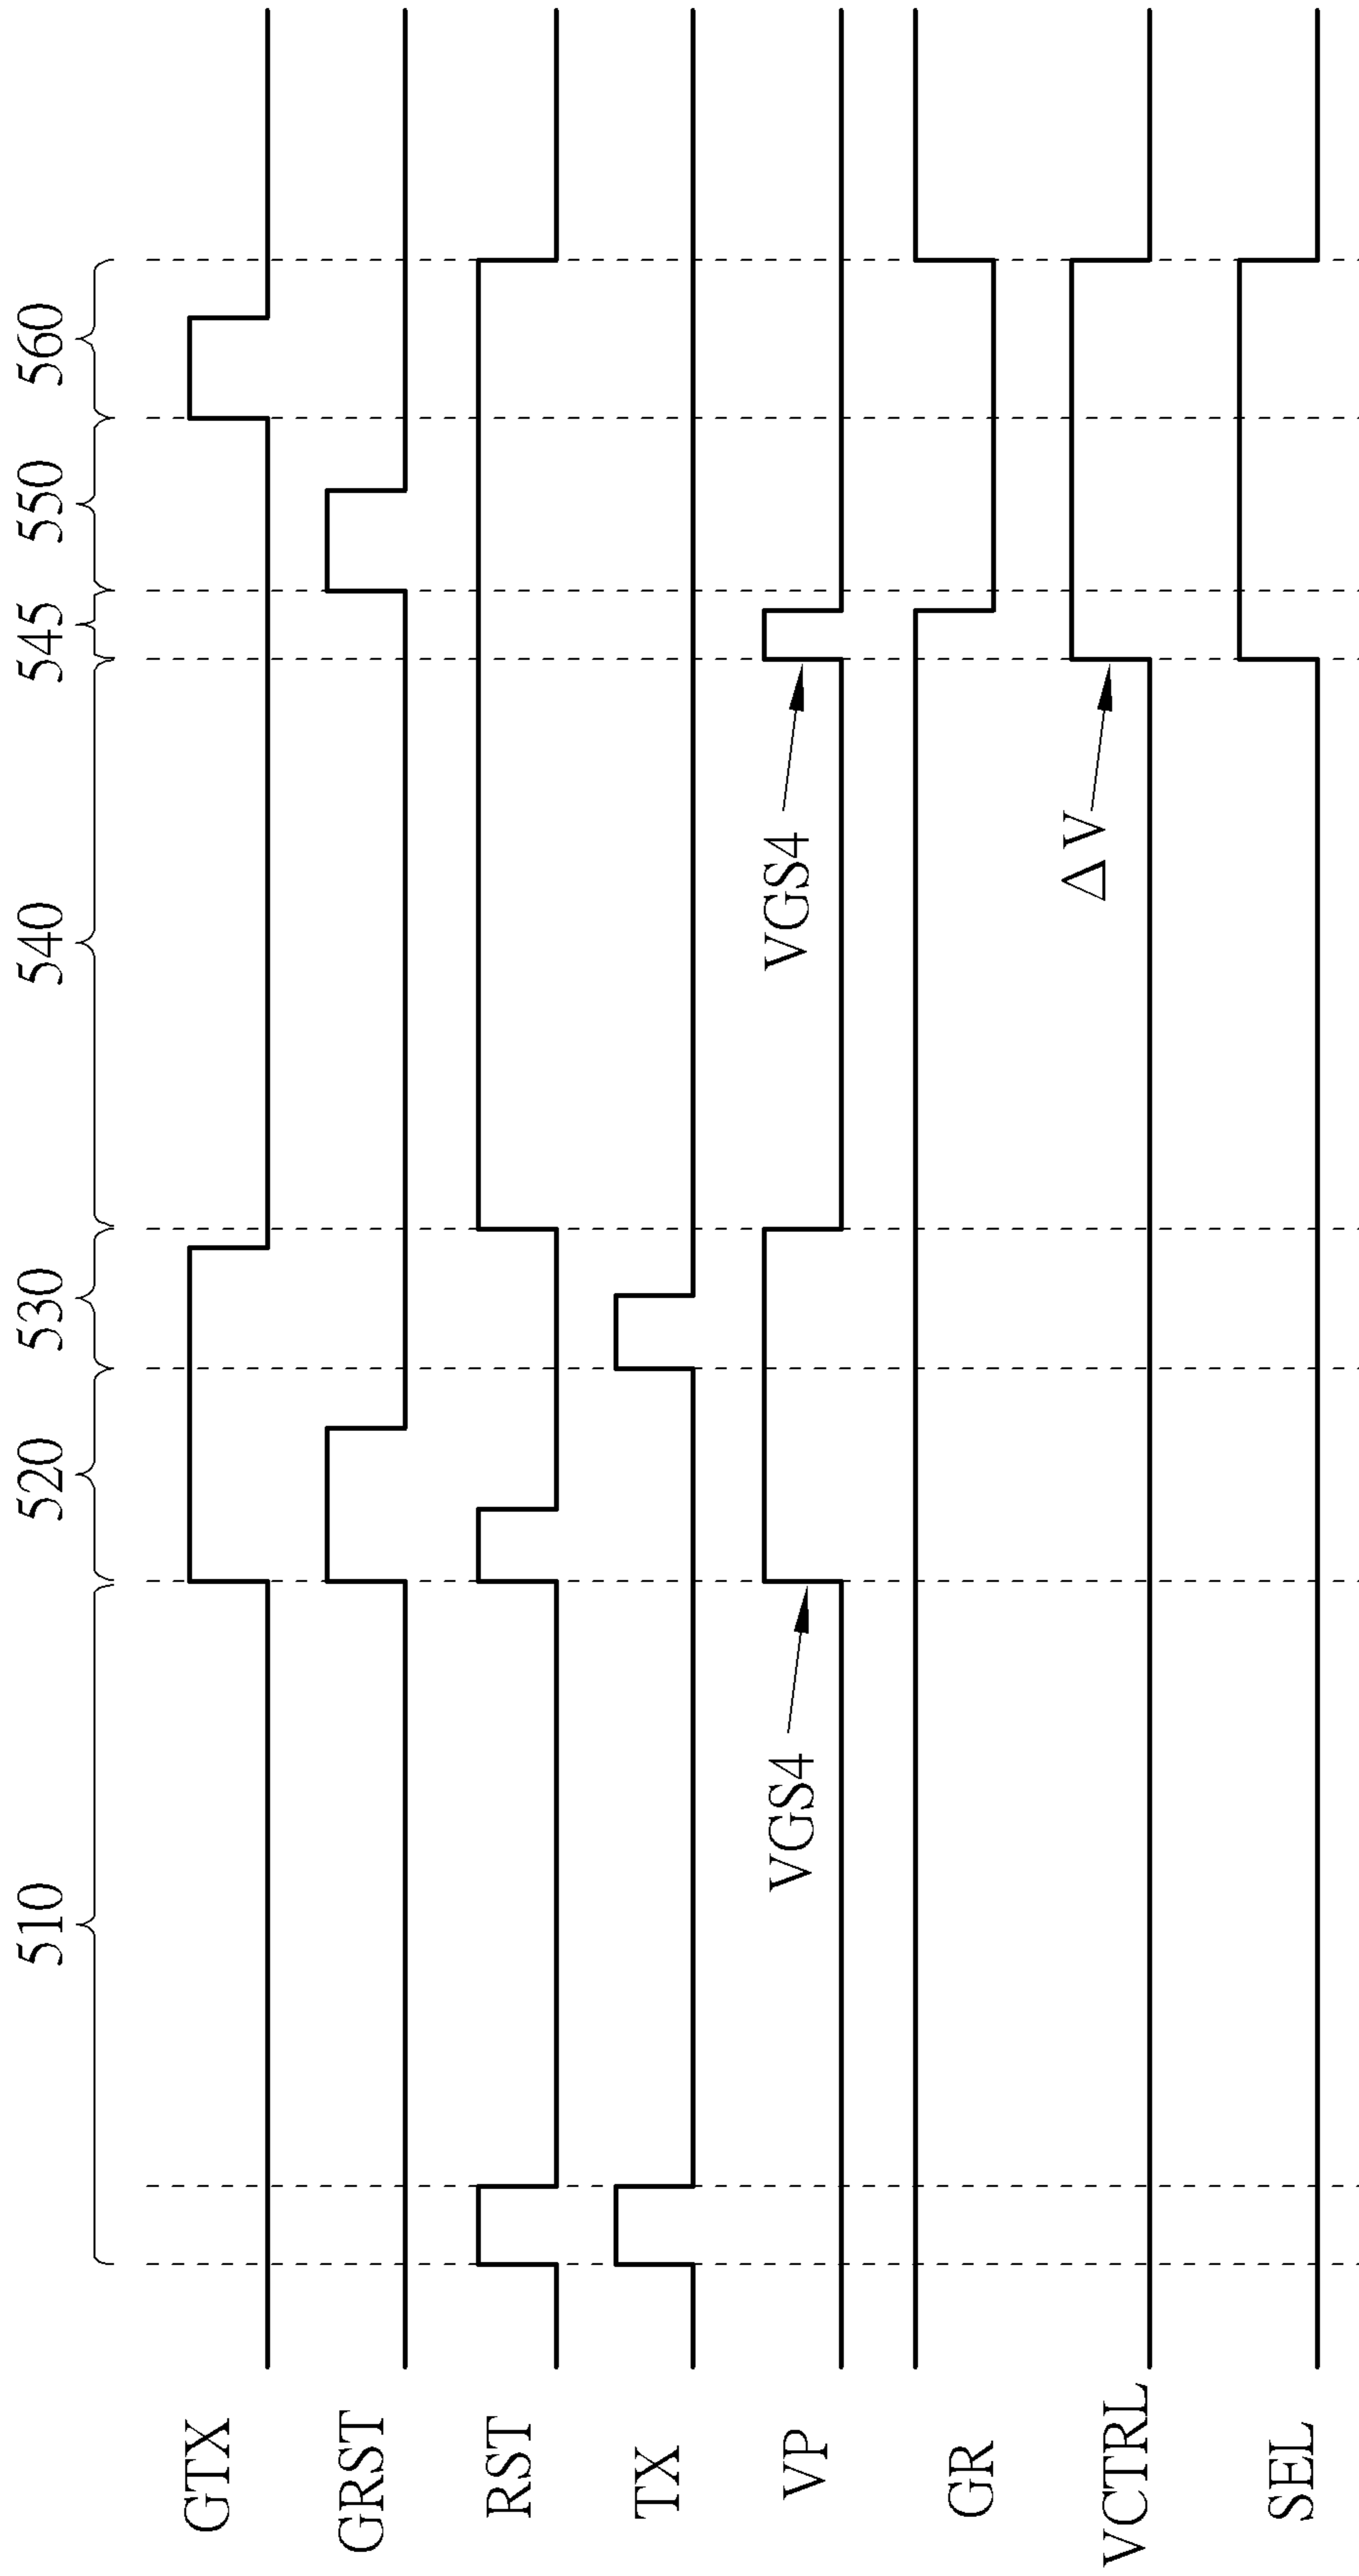 510 520 530 540 545 550 560
GTX
GRST
RST
TX
VP VGS4 VGS4
GR
VCTRL ΔV
SEL